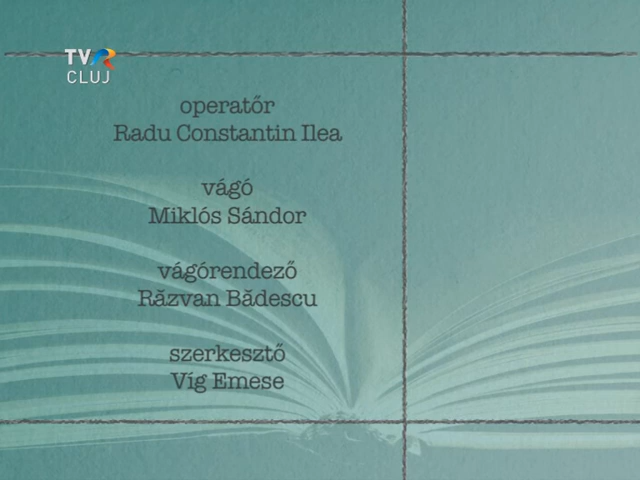 TVR
CLUJ
operatőr
Radu Constantin Ilea
vágó
Miklós Sándor
vágórendező
Răzvan Bădescu
szerkesztő
Víg Emese